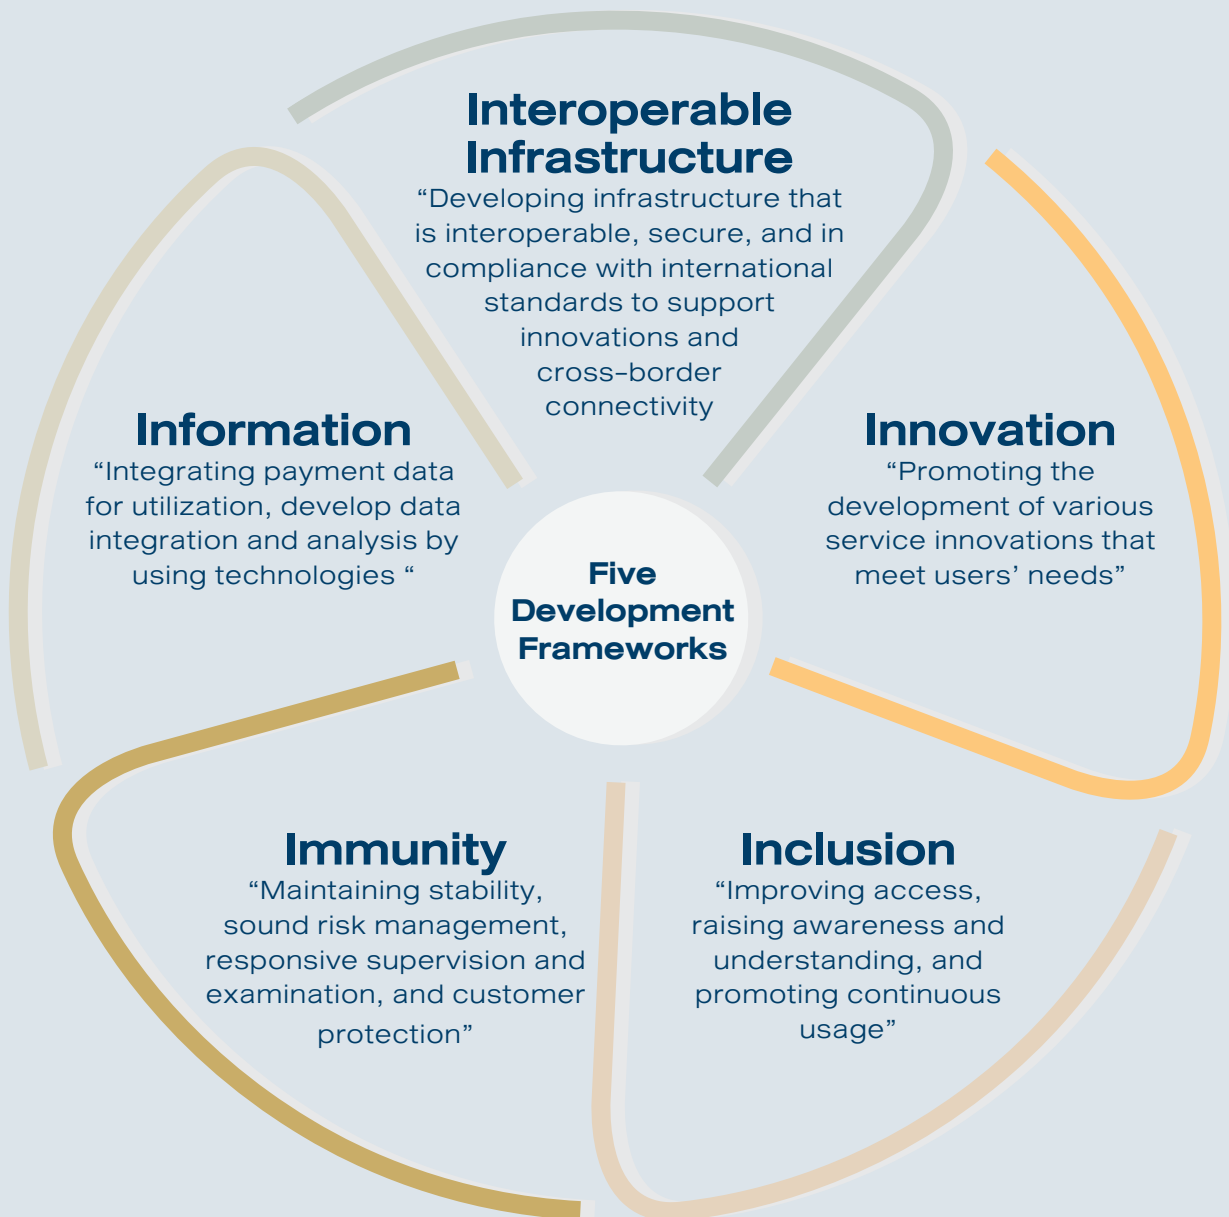 Interoperable
Infrastructure
“Developing infrastructure that
is interoperable, secure, and in
compliance with international
standards to support
innovations and
cross-border
connectivity
Information
“Integrating payment data
for utilization, develop data
integration and analysis by
using technologies “
Innovation
“Promoting the
development of various
service innovations that
meet users’ needs”
Five
Development
Frameworks
Immunity
“Maintaining stability,
sound risk management,
responsive supervision and
examination, and customer
protection”
Inclusion
“Improving access,
raising awareness and
understanding, and
promoting continuous
usage”